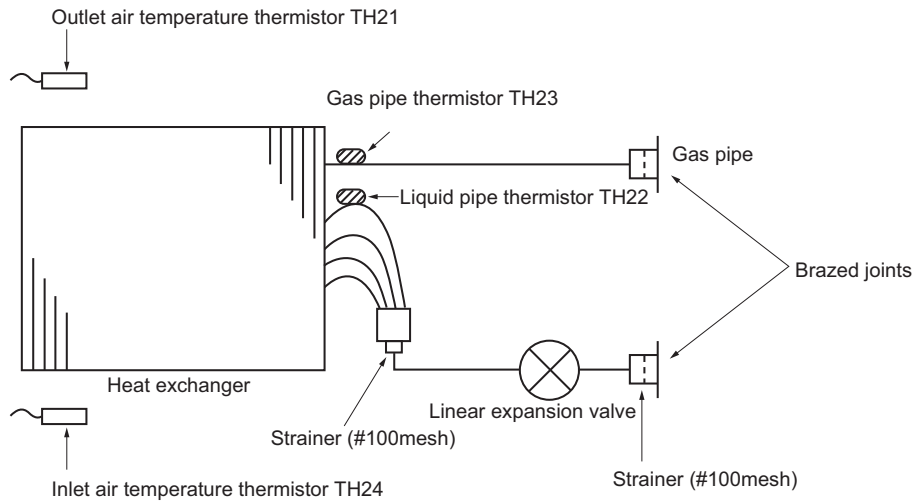 Outlet air temperature thermistor TH21
Gas pipe thermistor TH23
Gas pipe
Liquid pipe thermistor TH22
Brazed joints
Heat exchanger
Linear expansion valve
Strainer (#100mesh)
Strainer (#100mesh)
Inlet air temperature thermistor TH24